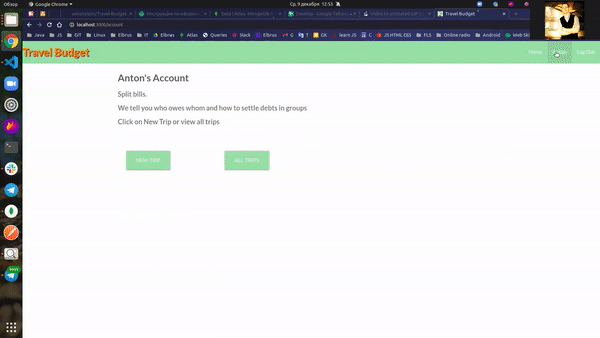 Обзор Google Chrome Ср, 9 декабря 12:53
Travel Budget
localhost:3000/account
Java JS GIT Linux Elbrus IT Elbrus Atlas Queries Slack Elbrus G T GK learn JS C JS HTML CSS FLS Online radio Android Web Ski
Travel Budget
Home Log Out
Anton's Account
Split bills.
We tell you who owes whom and how to settle debts in groups
Click on New Trip or view all trips
NEW TRIP ALL TRIPS